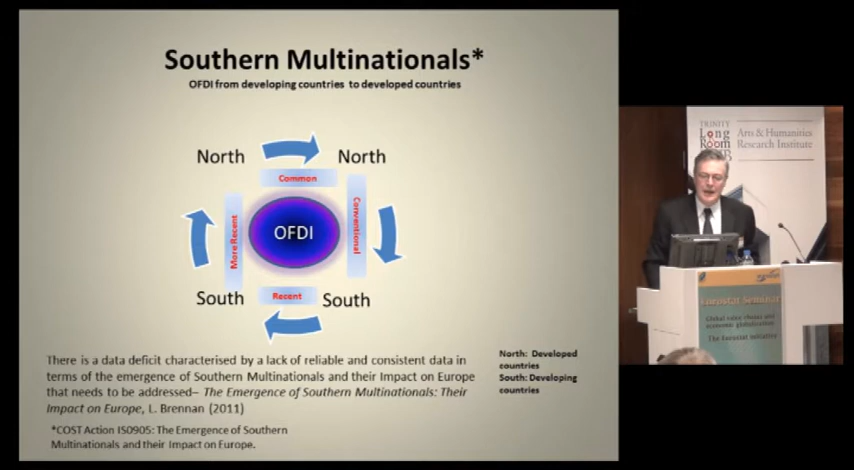 Southern Multinationals*
OFDI from developing countries to developed countries
North
North
Common
More Recent
OFDI
Conventional
South
Recent
South
There is a data deficit characterised by a lack of reliable and consistent data in
terms of the emergence of Southern Multinationals and their Impact on Europe
that needs to be addressed– The Emergence of Southern Multinationals: Their
Impact on Europe, L. Brennan (2011)
North: Developed
countries
South: Developing
countries
*COST Action IS0905: The Emergence of Southern
Multinationals and their Impact on Europe.
TRINITY
Long
Room
Arts & Humanities
Research Institute
Eurostat Seminar
Global value chains and
economic globalization
The Eurostat initiative